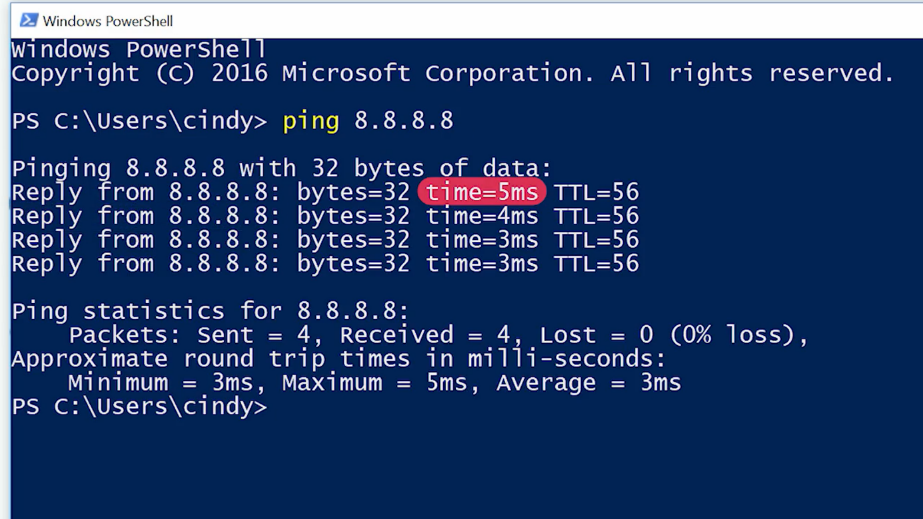 Windows PowerShell
Windows PowerShell
Copyright (C) 2016 Microsoft Corporation. All rights reserved.
PS C:\Users\cindy> ping 8.8.8.8
Pinging 8.8.8.8 with 32 bytes of data:
Reply from 8.8.8.8: bytes=32 time=5ms TTL=56
Reply from 8.8.8.8: bytes=32 time=4ms TTL=56
Reply from 8.8.8.8: bytes=32 time=3ms TTL=56
Reply from 8.8.8.8: bytes=32 time=3ms TTL=56
Ping statistics for 8.8.8.8:
Packets: Sent = 4, Received = 4, Lost = 0 (0% loss),
Approximate round trip times in milli-seconds:
Minimum = 3ms, Maximum = 5ms, Average = 3ms
PS C:\Users\cindy>